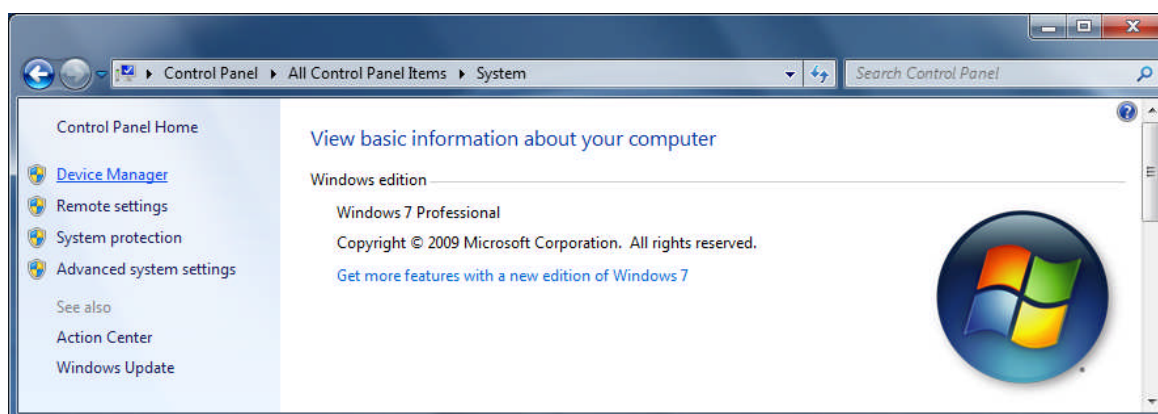 Control Panel ▸ All Control Panel Items ▸ System
Search Control Panel
Control Panel Home
Device Manager
Remote settings
System protection
Advanced system settings
See also
Action Center
Windows Update
View basic information about your computer
Windows edition
Windows 7 Professional
Copyright © 2009 Microsoft Corporation. All rights reserved.
Get more features with a new edition of Windows 7